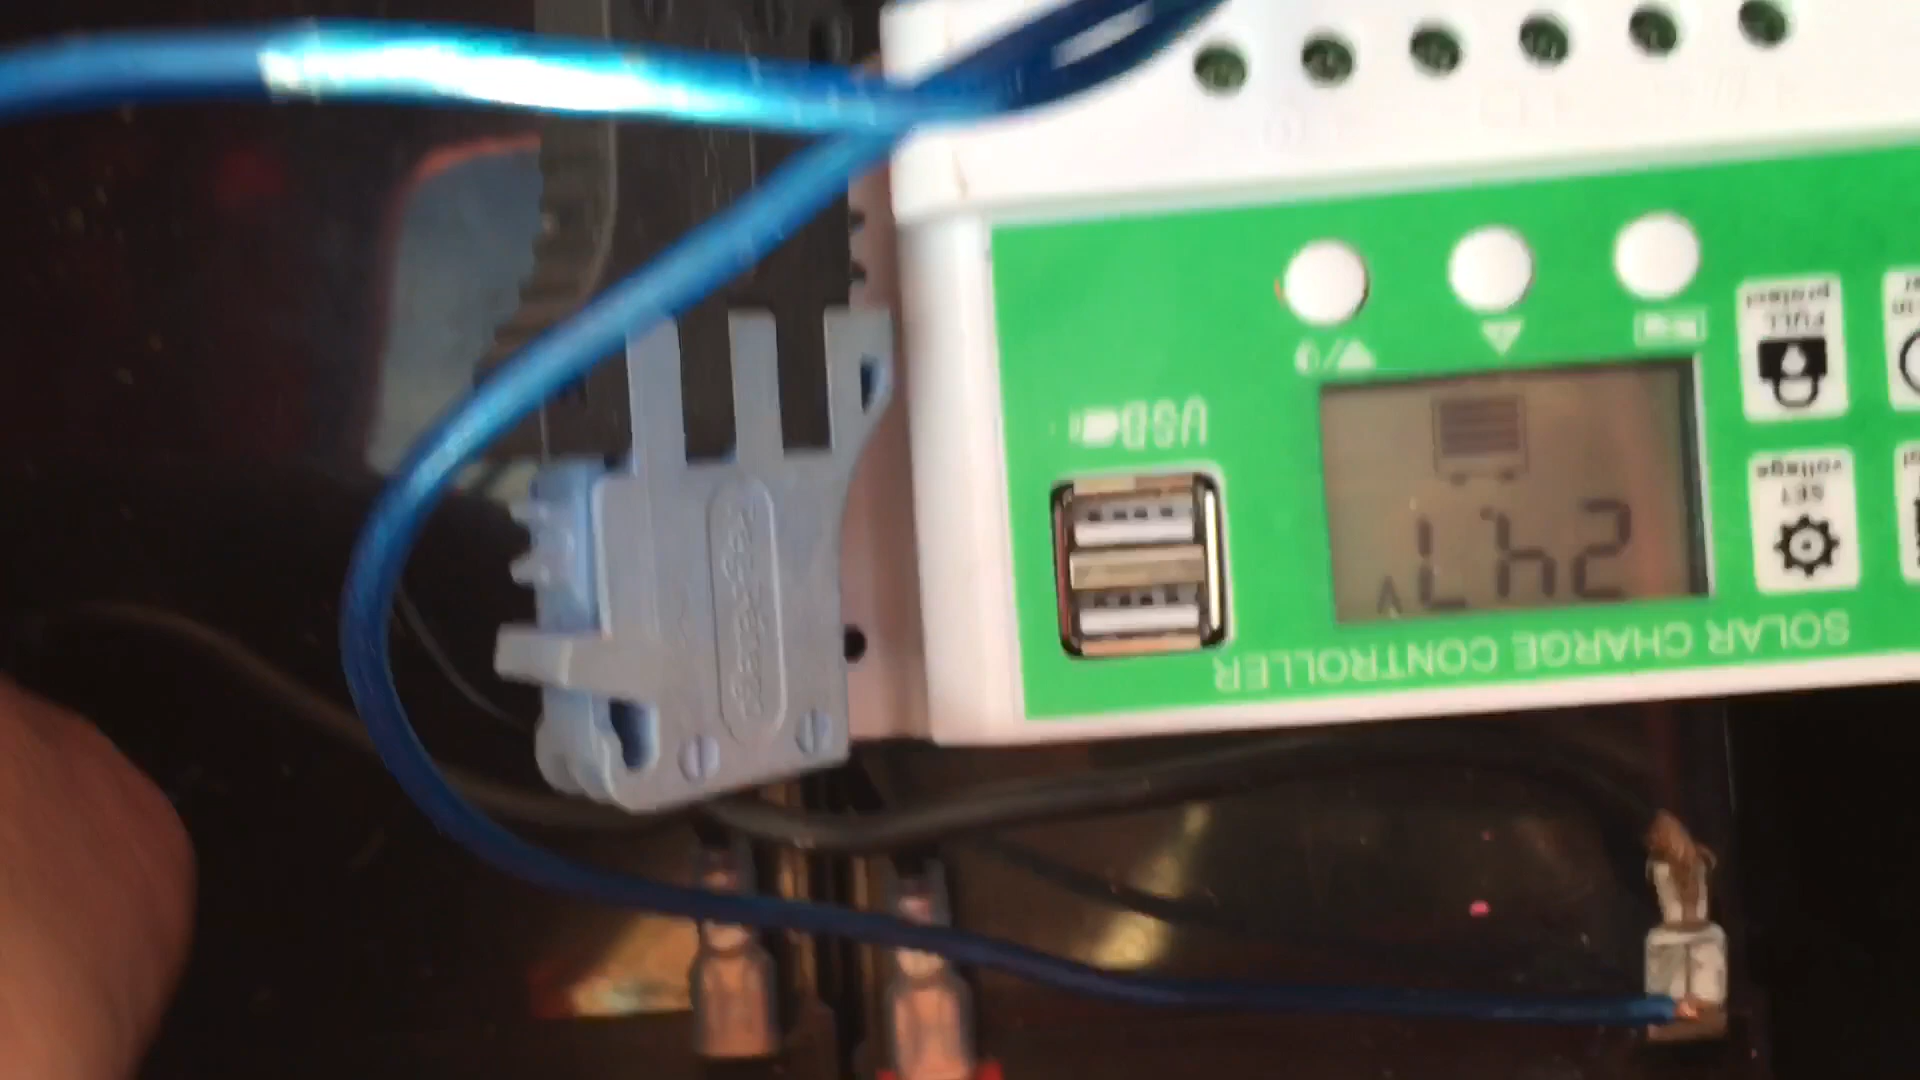 SOLAR CHARGE CONTROLLER
SET
voltage
24.7V
USB
FULL
protect